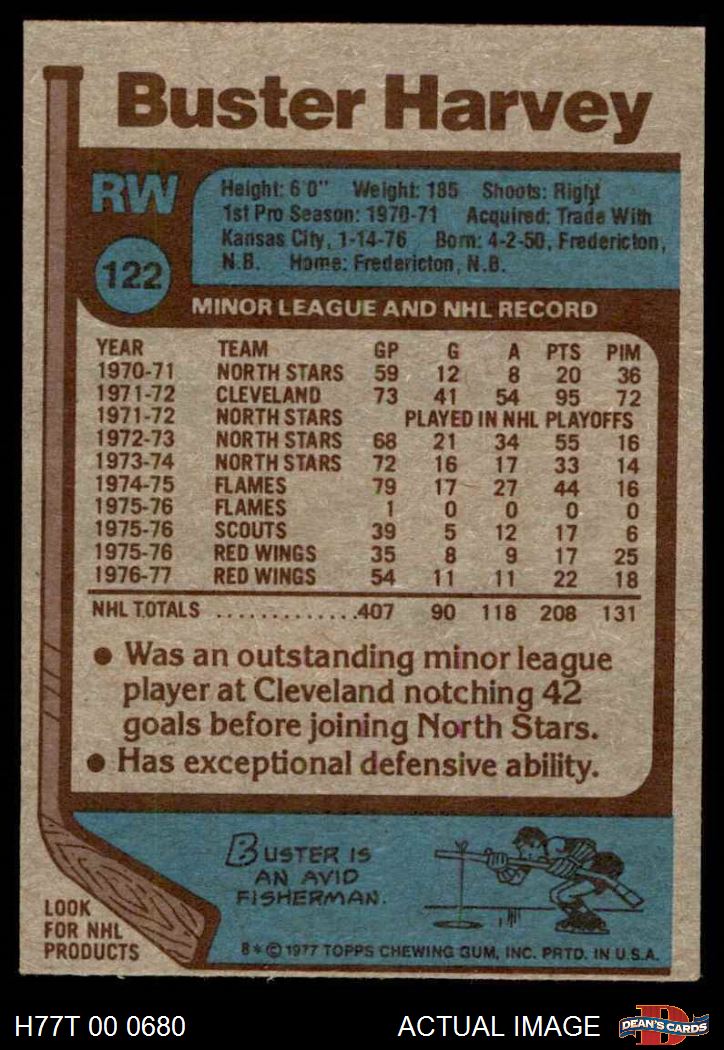 Buster Harvey
RW
122
Height: 6'0" Weight: 185 Shoots: Right
1st Pro Season: 1970-71 Acquired: Trade With
Kansas City, 1-14-76 Born: 4-2-50, Fredericton,
N.B. Home: Fredericton, N.B.
MINOR LEAGUE AND NHL RECORD
YEAR TEAM GP G A PTS PIM
1970-71 NORTH STARS 59 12 8 20 36
1971-72 CLEVELAND 73 41 54 95 72
1971-72 NORTH STARS PLAYED IN NHL PLAYOFFS
1972-73 NORTH STARS 68 21 34 55 16
1973-74 NORTH STARS 72 16 17 33 14
1974-75 FLAMES 79 17 27 44 16
1975-76 FLAMES 1 0 0 0 0
1975-76 SCOUTS 39 5 12 17 6
1975-76 RED WINGS 35 8 9 17 25
1976-77 RED WINGS 54 11 11 22 18
NHL TOTALS ..............407 90 118 208 131
• Was an outstanding minor league
player at Cleveland notching 42
goals before joining North Stars.
• Has exceptional defensive ability.
BUSTER IS
AN AVID
FISHERMAN.
LOOK
FOR NHL
PRODUCTS
8* © 1977 TOPPS CHEWING GUM, INC. PRTD. IN U.S.A.
H77T 00 0680 ACTUAL IMAGE
D
DEAN'S CARDS